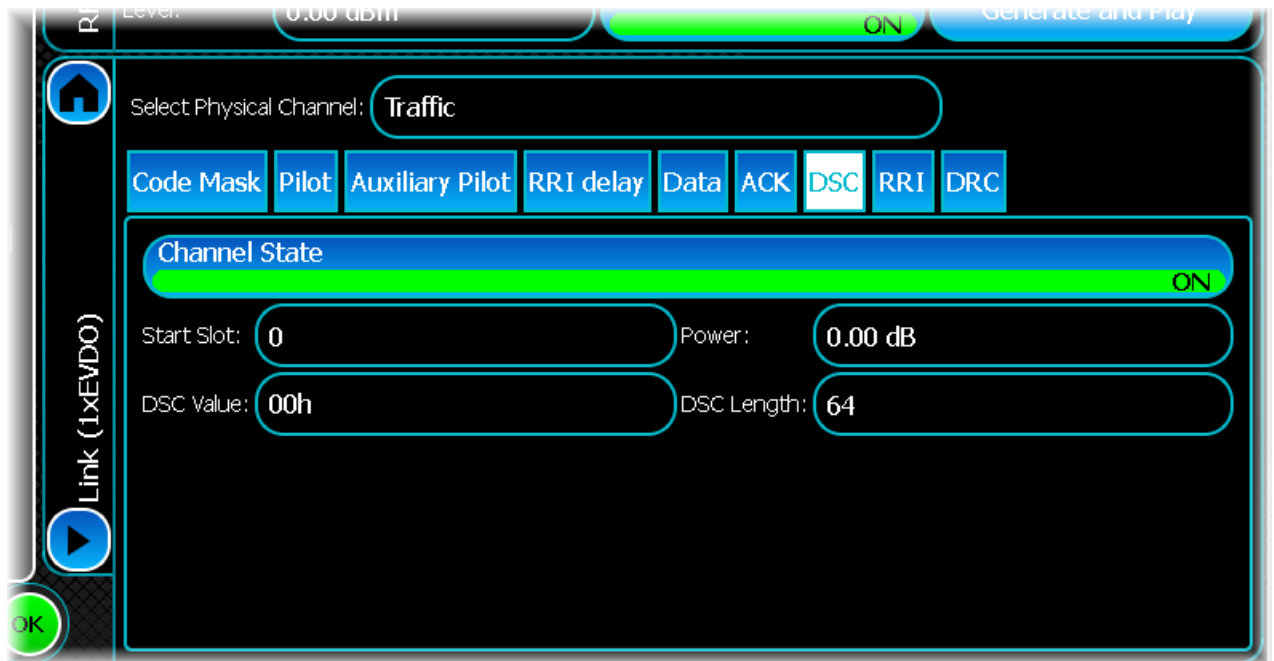 RF
Level: 0.00 dBm
ON
Generate and Play
Select Physical Channel: Traffic
Code Mask Pilot Auxiliary Pilot RRI delay Data ACK DSC RRI DRC
Channel State
ON
Start Slot: 0 Power: 0.00 dB
DSC Value: 00h DSC Length: 64
Link (1xEVDO)
OK